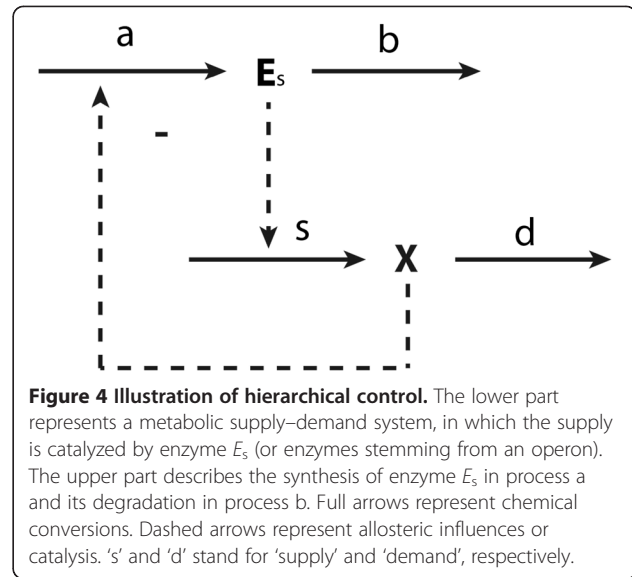 a
b
Es
-
s
X
d
Figure 4 Illustration of hierarchical control. The lower part
represents a metabolic supply–demand system, in which the supply
is catalyzed by enzyme Es (or enzymes stemming from an operon).
The upper part describes the synthesis of enzyme Es in process a
and its degradation in process b. Full arrows represent chemical
conversions. Dashed arrows represent allosteric influences or
catalysis. ‘s’ and ‘d’ stand for ‘supply’ and ‘demand’, respectively.